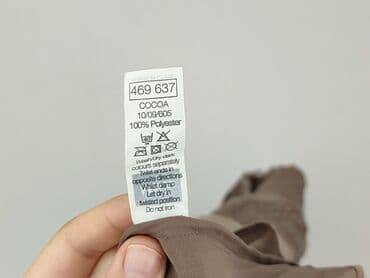 469 637
COCOA
10/09/605
100% Polyester
Wash/dry dark
colours separately
Twist ends in
opposite directions
Whilst damp
Let dry in
twisted position
Do not iron